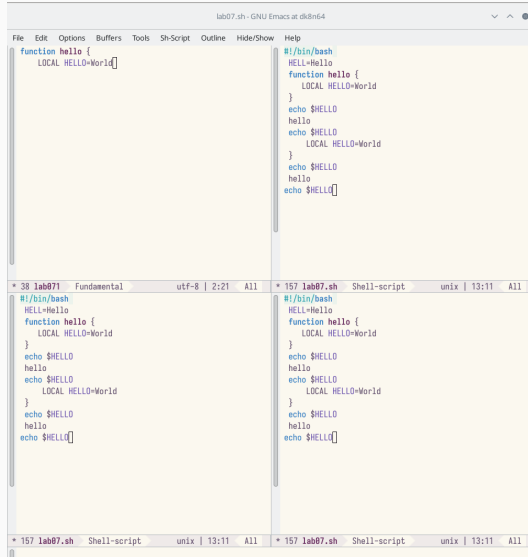 lab07.sh - GNU Emacs at dk8n64
File Edit Options Buffers Tools Sh-Script Outline Hide/Show Help
function hello {
LOCAL HELLO=World
* 38 lab071 Fundamental utf-8 | 2:21 All
#!/bin/bash
HELL=Hello
function hello {
LOCAL HELLO=World
}
echo $HELLO
hello
echo $HELLO
LOCAL HELLO=World
}
echo $HELLO
hello
echo $HELLO
* 157 lab07.sh Shell-script unix | 13:11 All
#!/bin/bash
HELL=Hello
function hello {
LOCAL HELLO=World
}
echo $HELLO
hello
echo $HELLO
LOCAL HELLO=World
}
echo $HELLO
hello
echo $HELLO
* 157 lab07.sh Shell-script unix | 13:11 All
#!/bin/bash
HELL=Hello
function hello {
LOCAL HELLO=World
}
echo $HELLO
hello
echo $HELLO
LOCAL HELLO=World
}
echo $HELLO
hello
echo $HELLO
* 157 lab07.sh Shell-script unix | 13:11 All